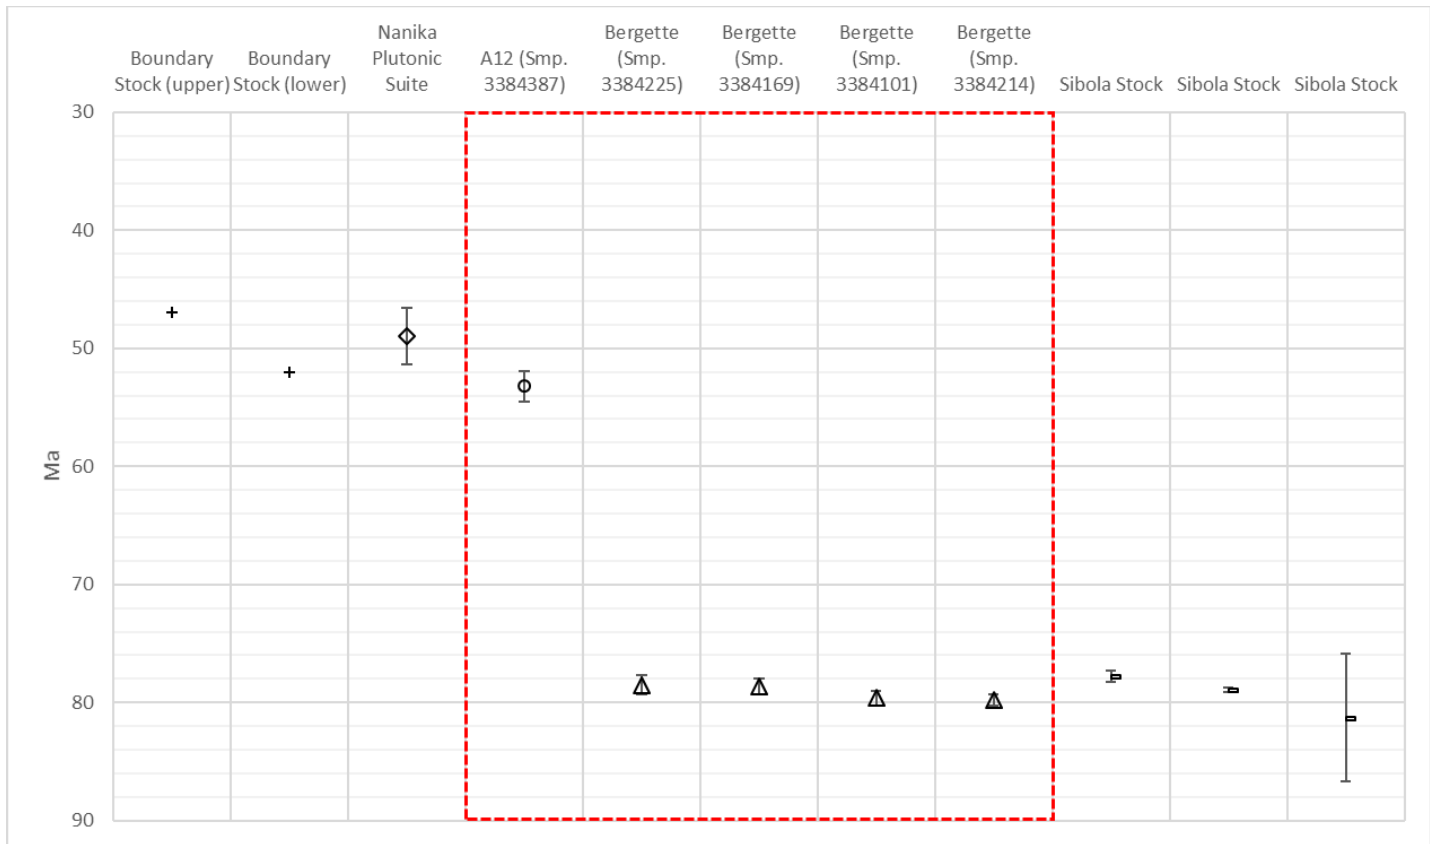 Boundary
Stock (upper)
Boundary
Stock (lower)
Nanika
Plutonic
Suite
A12 (Smp.
3384387)
Bergette
(Smp.
3384225)
Bergette
(Smp.
3384169)
Bergette
(Smp.
3384101)
Bergette
(Smp.
3384214)
Sibola Stock
Sibola Stock
Sibola Stock
30
40
50
Ma
60
70
80
90